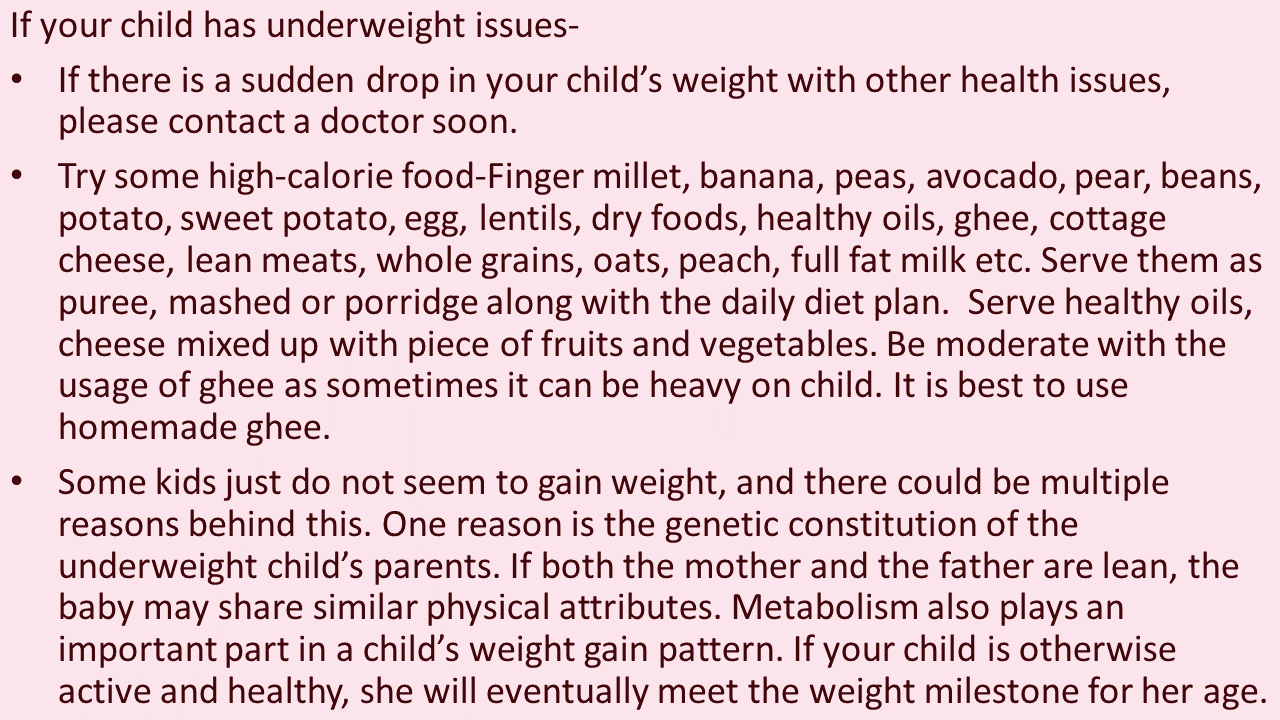 If your child has underweight issues-
• If there is a sudden drop in your child’s weight with other health issues,
please contact a doctor soon.
• Try some high-calorie food-Finger millet, banana, peas, avocado, pear, beans,
potato, sweet potato, egg, lentils, dry foods, healthy oils, ghee, cottage
cheese, lean meats, whole grains, oats, peach, full fat milk etc. Serve them as
puree, mashed or porridge along with the daily diet plan.  Serve healthy oils,
cheese mixed up with piece of fruits and vegetables. Be moderate with the
usage of ghee as sometimes it can be heavy on child. It is best to use
homemade ghee.
• Some kids just do not seem to gain weight, and there could be multiple
reasons behind this. One reason is the genetic constitution of the
underweight child’s parents. If both the mother and the father are lean, the
baby may share similar physical attributes. Metabolism also plays an
important part in a child’s weight gain pattern. If your child is otherwise
active and healthy, she will eventually meet the weight milestone for her age.